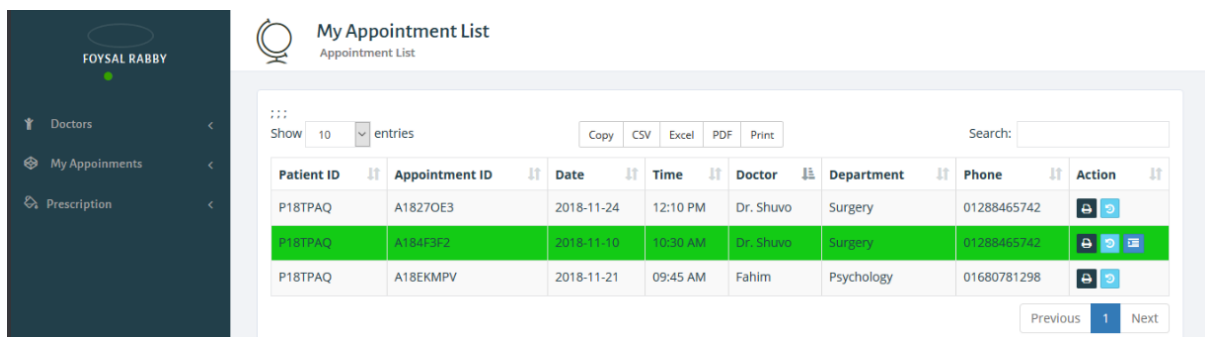 FOYSAL RABBY
Doctors
My Appoinments
Prescription
My Appointment List
Appointment List
:::
Show 10 entries Copy CSV Excel PDF Print Search:
Patient ID Appointment ID Date Time Doctor Department Phone Action
P18TPAQ A1827OE3 2018-11-24 12:10 PM Dr. Shuvo Surgery 01288465742
P18TPAQ A184F3F2 2018-11-10 10:30 AM Dr. Shuvo Surgery 01288465742
P18TPAQ A18EKMPV 2018-11-21 09:45 AM Fahim Psychology 01680781298
Previous 1 Next